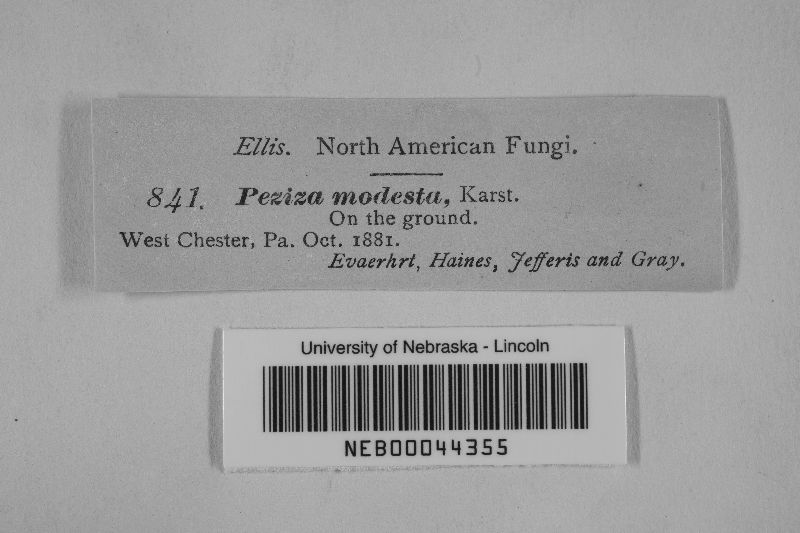 Ellis. North American Fungi.
841. Peziza modesta, Karst.
On the ground.
West Chester, Pa. Oct. 1881.
Evaerhrt, Haines, Jefferis and Gray.
University of Nebraska - Lincoln
NEB00044355